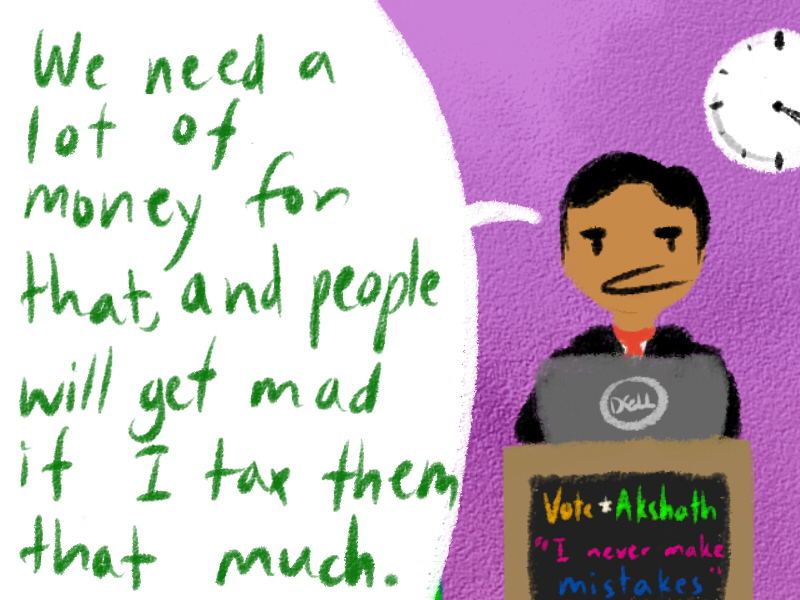 We need a
lot of
money for
that, and people
will get mad
if I tax them
that much.
DELL
Vote * Akshath
"I never make
mistakes"